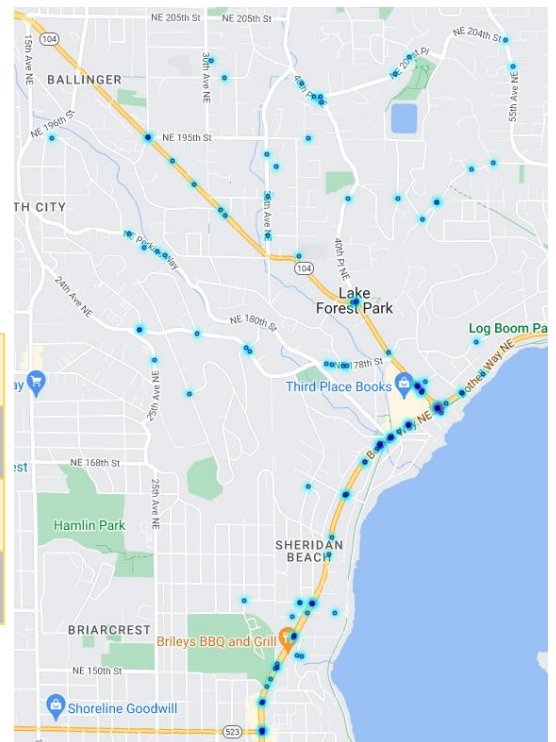 NE 205th St
NE 205th St
104
15th Ave NE
30th Ave NE
NE 204th St
BALLINGER
55th Ave NE
NE 196th St
NE 195th St
35th Ave NE
TH CITY
NE Perkins Way
24th Ave NE
40th Pl NE
104
Lake
Forest Park
NE 180th St
Log Boom Pa
NE 178th St
Third Place Books
ay
25th Ave NE
NE 168th St
est
25th Ave NE
Hamlin Park
SHERIDAN
BEACH
BRIARCREST
Brileys BBQ and Grill
NE 150th St
Shoreline Goodwill
523